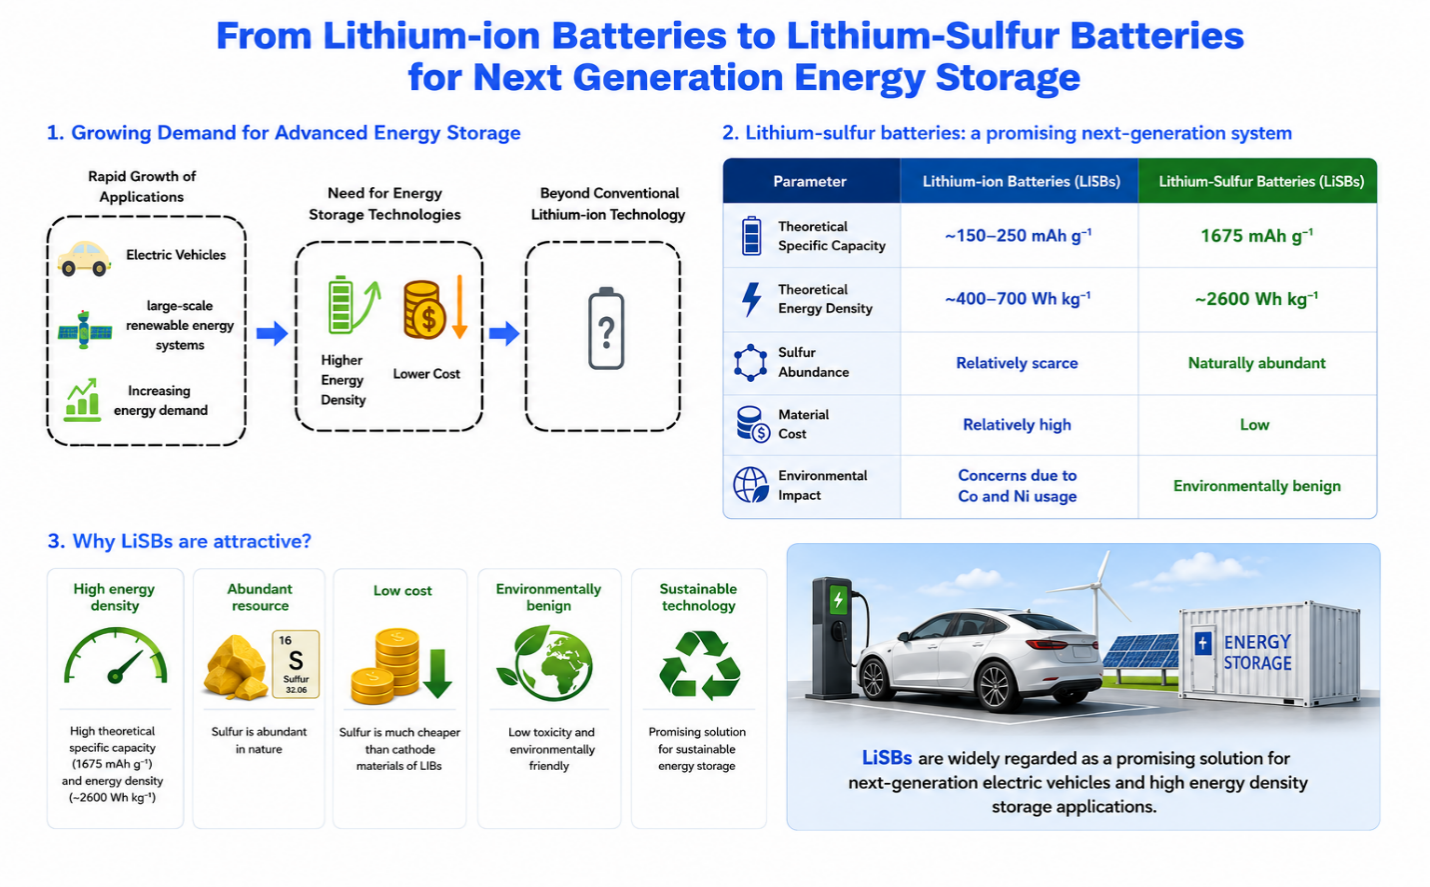 From Lithium-ion Batteries to Lithium-Sulfur Batteries
for Next Generation Energy Storage
1. Growing Demand for Advanced Energy Storage
Rapid Growth of
Applications
Electric Vehicles
large-scale
renewable energy
systems
Increasing
energy demand
Need for Energy
Storage Technologies
Higher
Energy
Density
$
Lower Cost
Beyond Conventional
Lithium-ion Technology
?
2. Lithium-sulfur batteries: a promising next-generation system
Parameter
Lithium-ion Batteries (LISBs)
Lithium-Sulfur Batteries (LiSBs)
Theoretical
Specific Capacity
~150–250 mAh g⁻¹
1675 mAh g⁻¹
Theoretical
Energy Density
~400–700 Wh kg⁻¹
~2600 Wh kg⁻¹
Sulfur
Abundance
Relatively scarce
Naturally abundant
$
Material
Cost
Relatively high
Low
Environmental
Impact
Concerns due to
Co and Ni usage
Environmentally benign
3. Why LiSBs are attractive?
High energy
density
High theoretical
specific capacity
(1675 mAh g⁻¹)
and energy density
(~2600 Wh kg⁻¹)
Abundant
resource
16
S
Sulfur
32.06
Sulfur is abundant
in nature
Low cost
Sulfur is much cheaper
than cathode
materials of LIBs
Environmentally
benign
Low toxicity and
environmentally
friendly
Sustainable
technology
Promising solution
for sustainable
energy storage
ENERGY
STORAGE
LiSBs are widely regarded as a promising solution for
next-generation electric vehicles and high energy density
storage applications.